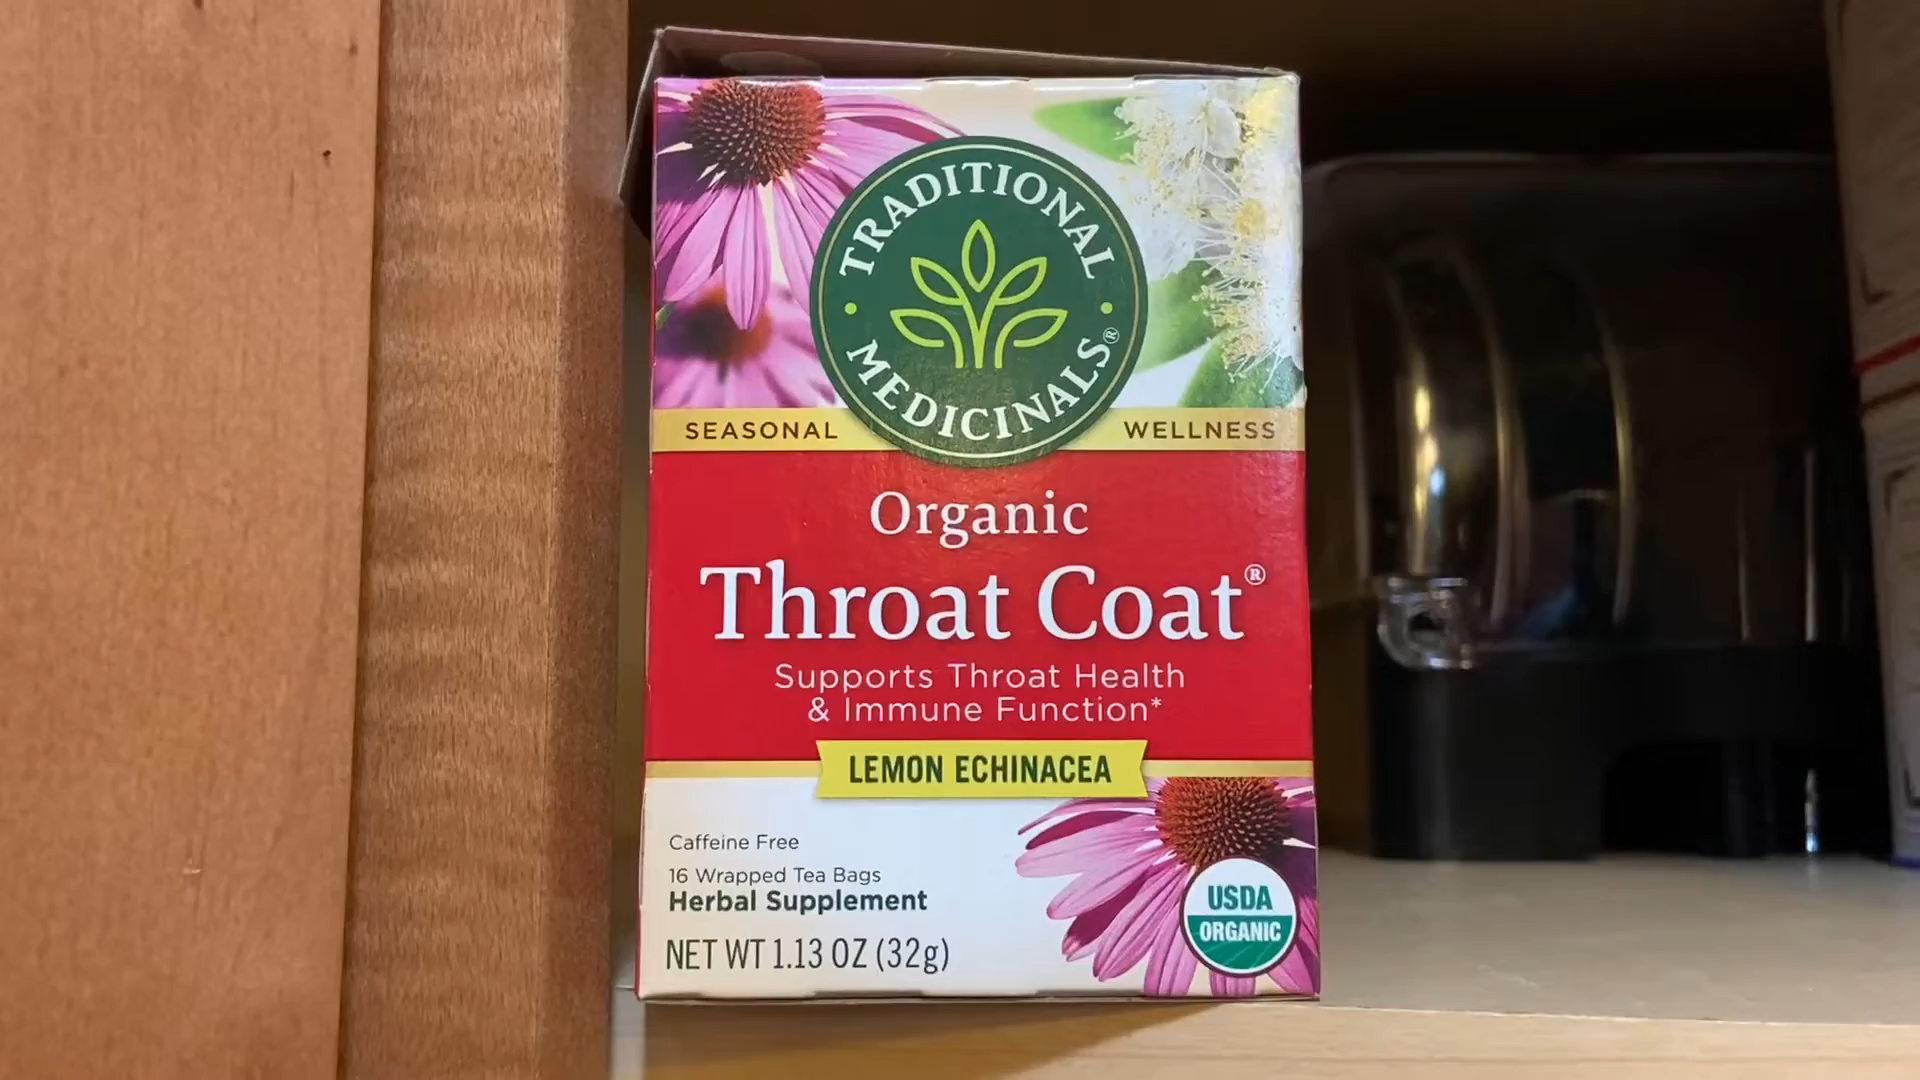 TRADITIONAL
MEDICINALS®
SEASONAL WELLNESS
Organic
Throat Coat®
Supports Throat Health
& Immune Function*
LEMON ECHINACEA
Caffeine Free
16 Wrapped Tea Bags
Herbal Supplement
NET WT 1.13 OZ (32g)
USDA
ORGANIC